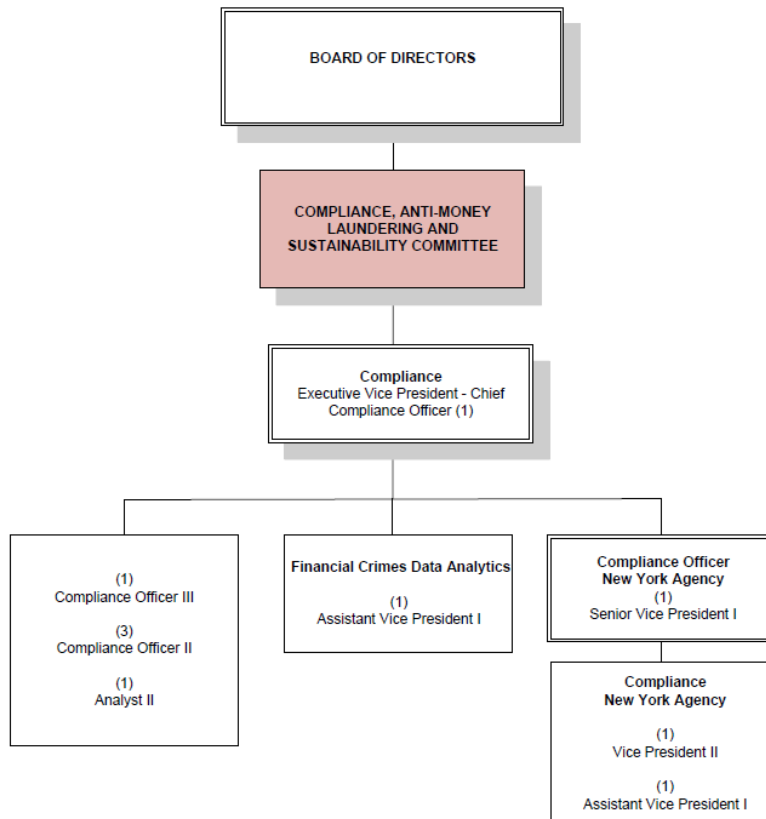 BOARD OF DIRECTORS
COMPLIANCE, ANTI-MONEY
LAUNDERING AND
SUSTAINABILITY COMMITTEE
Compliance
Executive Vice President - Chief
Compliance Officer (1)
(1)
Compliance Officer III
(3)
Compliance Officer II
(1)
Analyst II
Financial Crimes Data Analytics
(1)
Assistant Vice President I
Compliance Officer
New York Agency
(1)
Senior Vice President I
Compliance
New York Agency
(1)
Vice President II
(1)
Assistant Vice President I